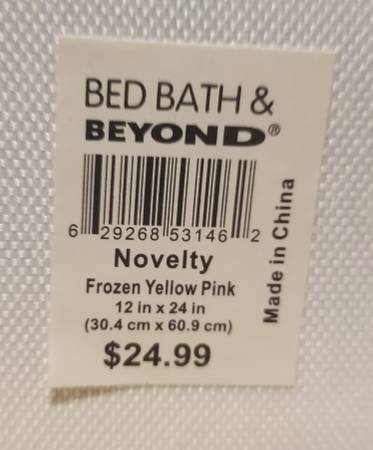 BED BATH &
BEYOND®
6 29268 53146 2
Novelty
Frozen Yellow Pink
12 in x 24 in
(30.4 cm x 60.9 cm)
$24.99
Made in China